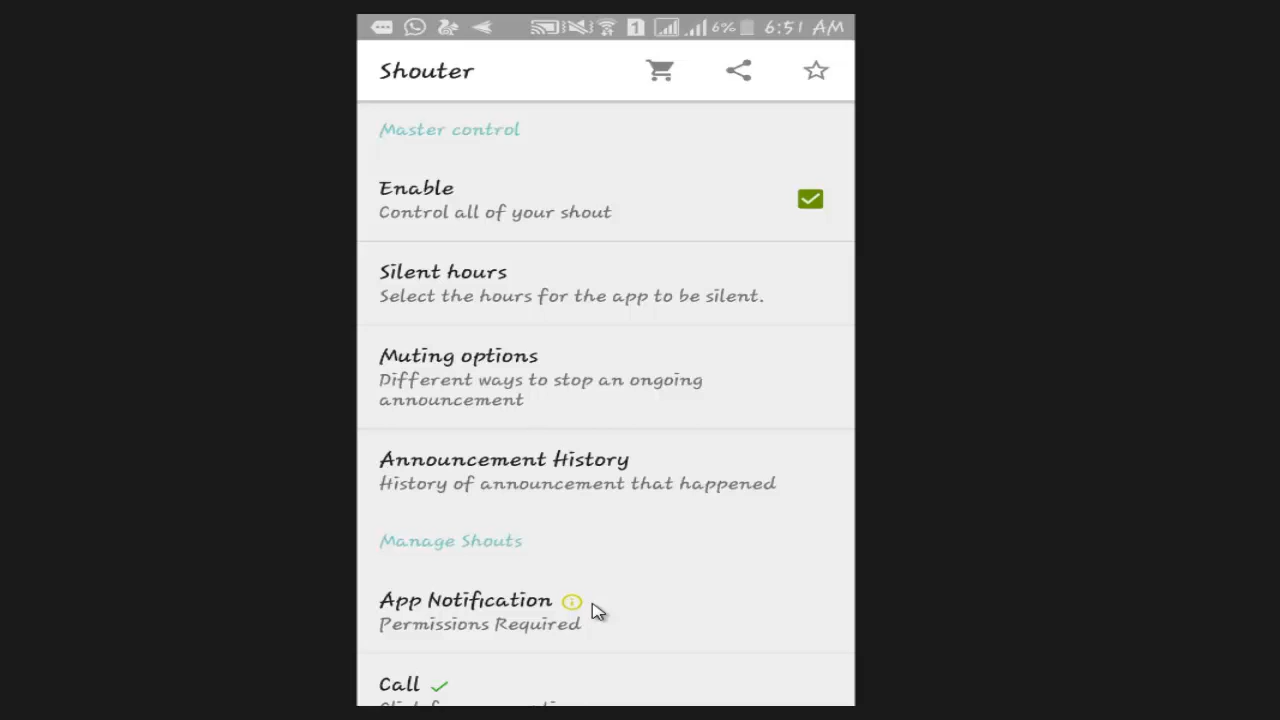 1 6% 6:51 AM
Shouter
Master control
Enable
Control all of your shout
Silent hours
Select the hours for the app to be silent.
Muting options
Different ways to stop an ongoing
announcement
Announcement History
History of announcement that happened
Manage Shouts
App Notification
Permissions Required
Call